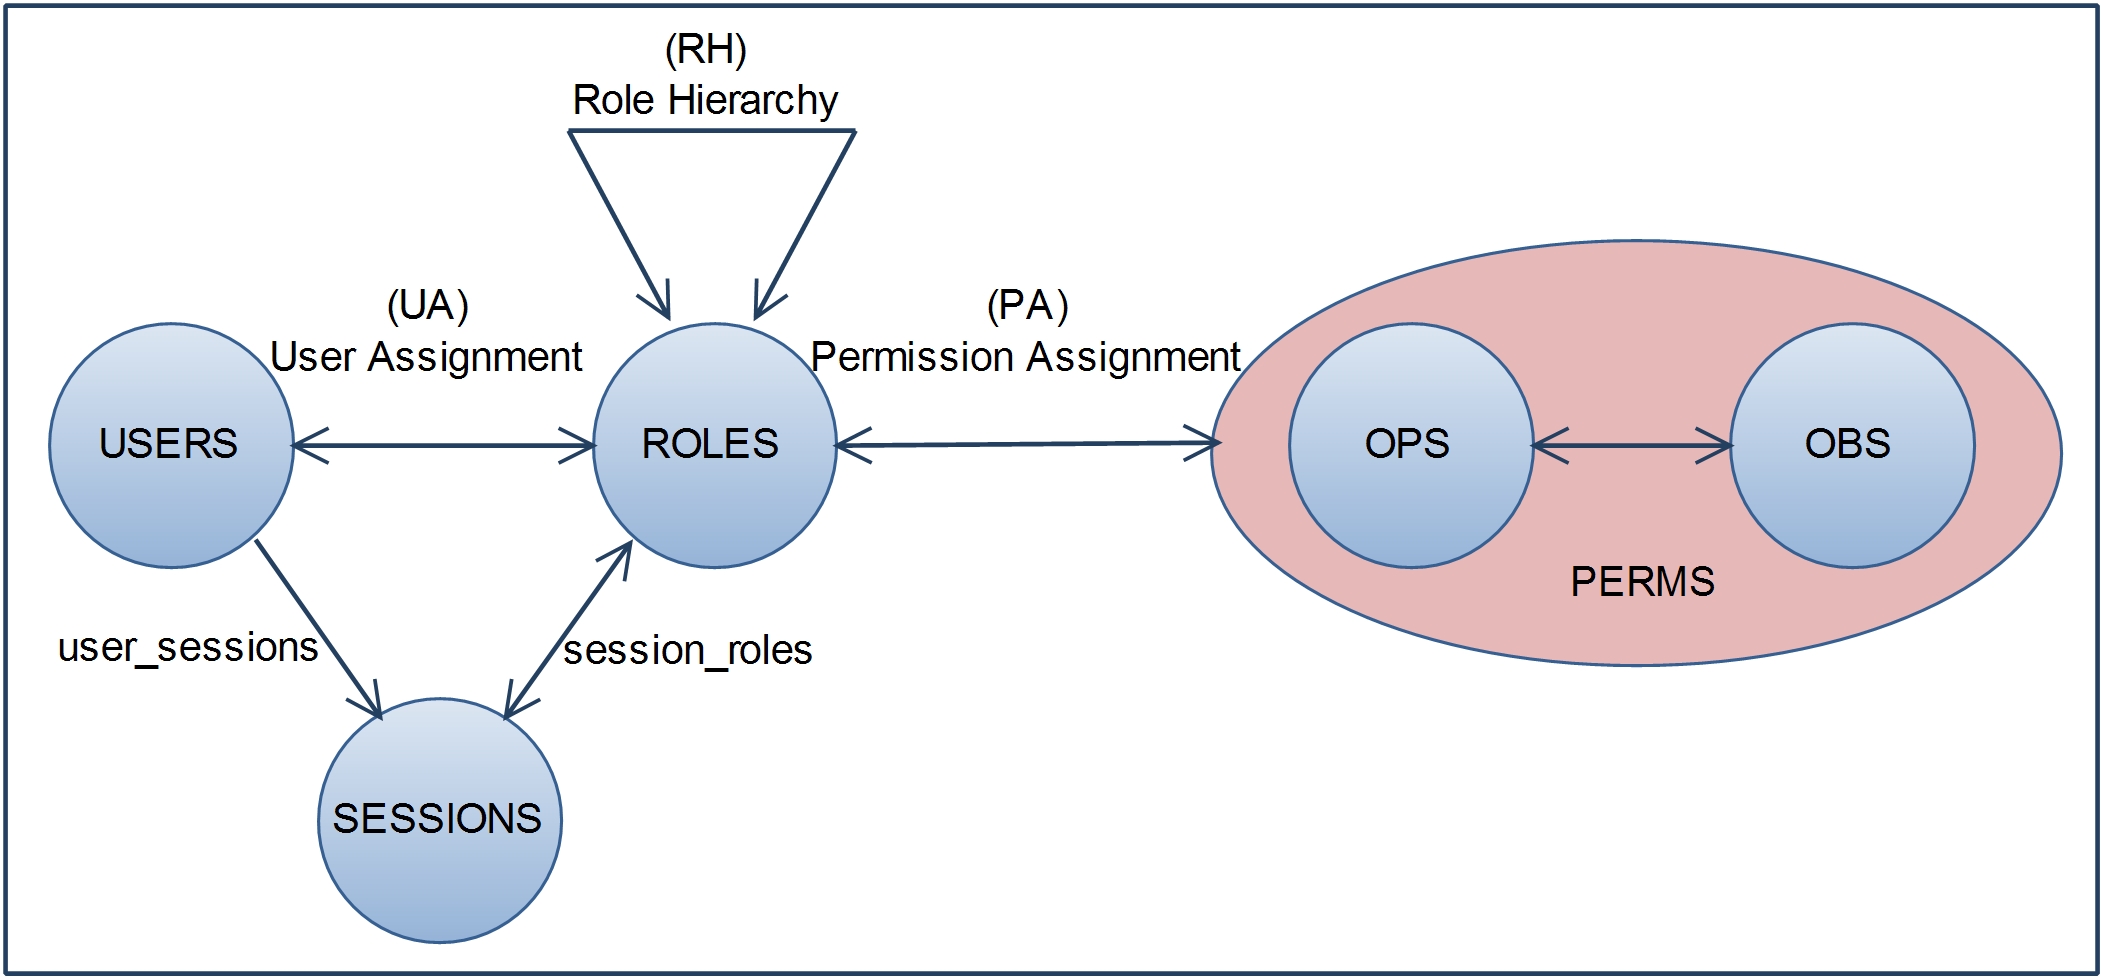 (RH)
Role Hierarchy
(UA)
User Assignment
(PA)
Permission Assignment
USERS
ROLES
OPS
OBS
PERMS
user_sessions
session_roles
SESSIONS